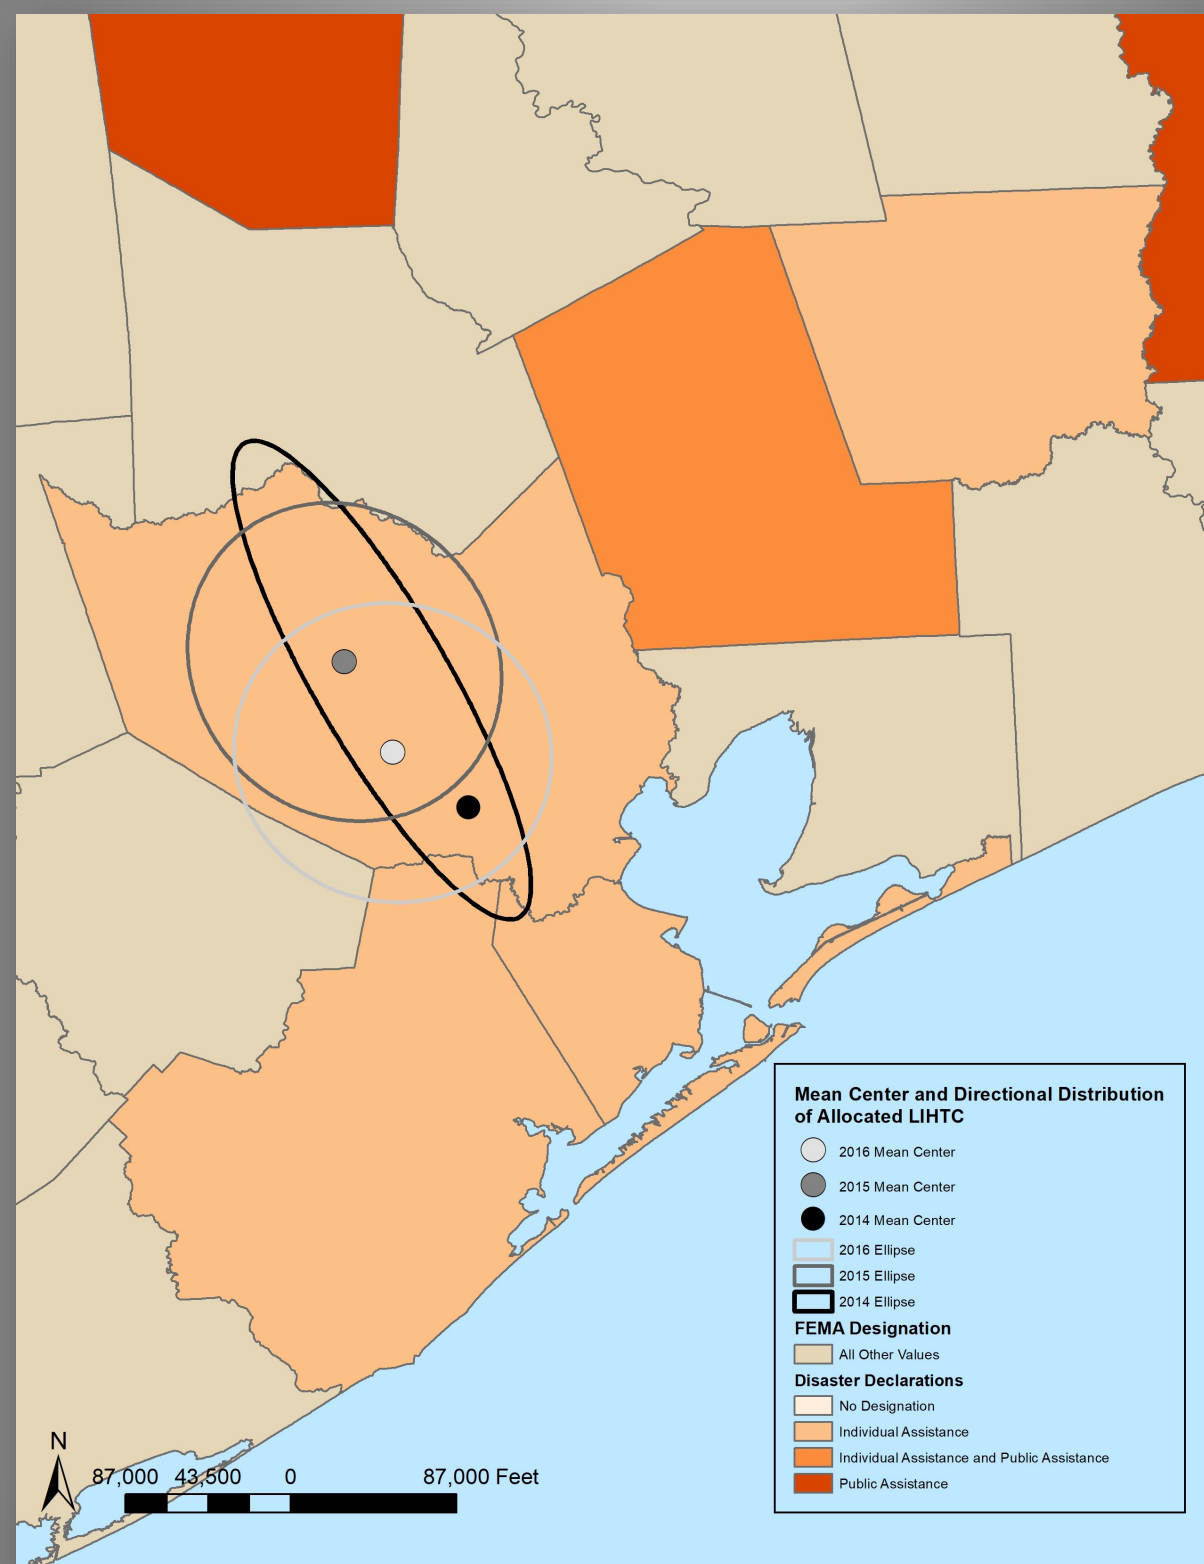 Mean Center and Directional Distribution
of Allocated LIHTC
2016 Mean Center
2015 Mean Center
2014 Mean Center
2016 Ellipse
2015 Ellipse
2014 Ellipse
FEMA Designation
All Other Values
Disaster Declarations
No Designation
Individual Assistance
Individual Assistance and Public Assistance
Public Assistance
N
87,000 43,500 0 87,000 Feet